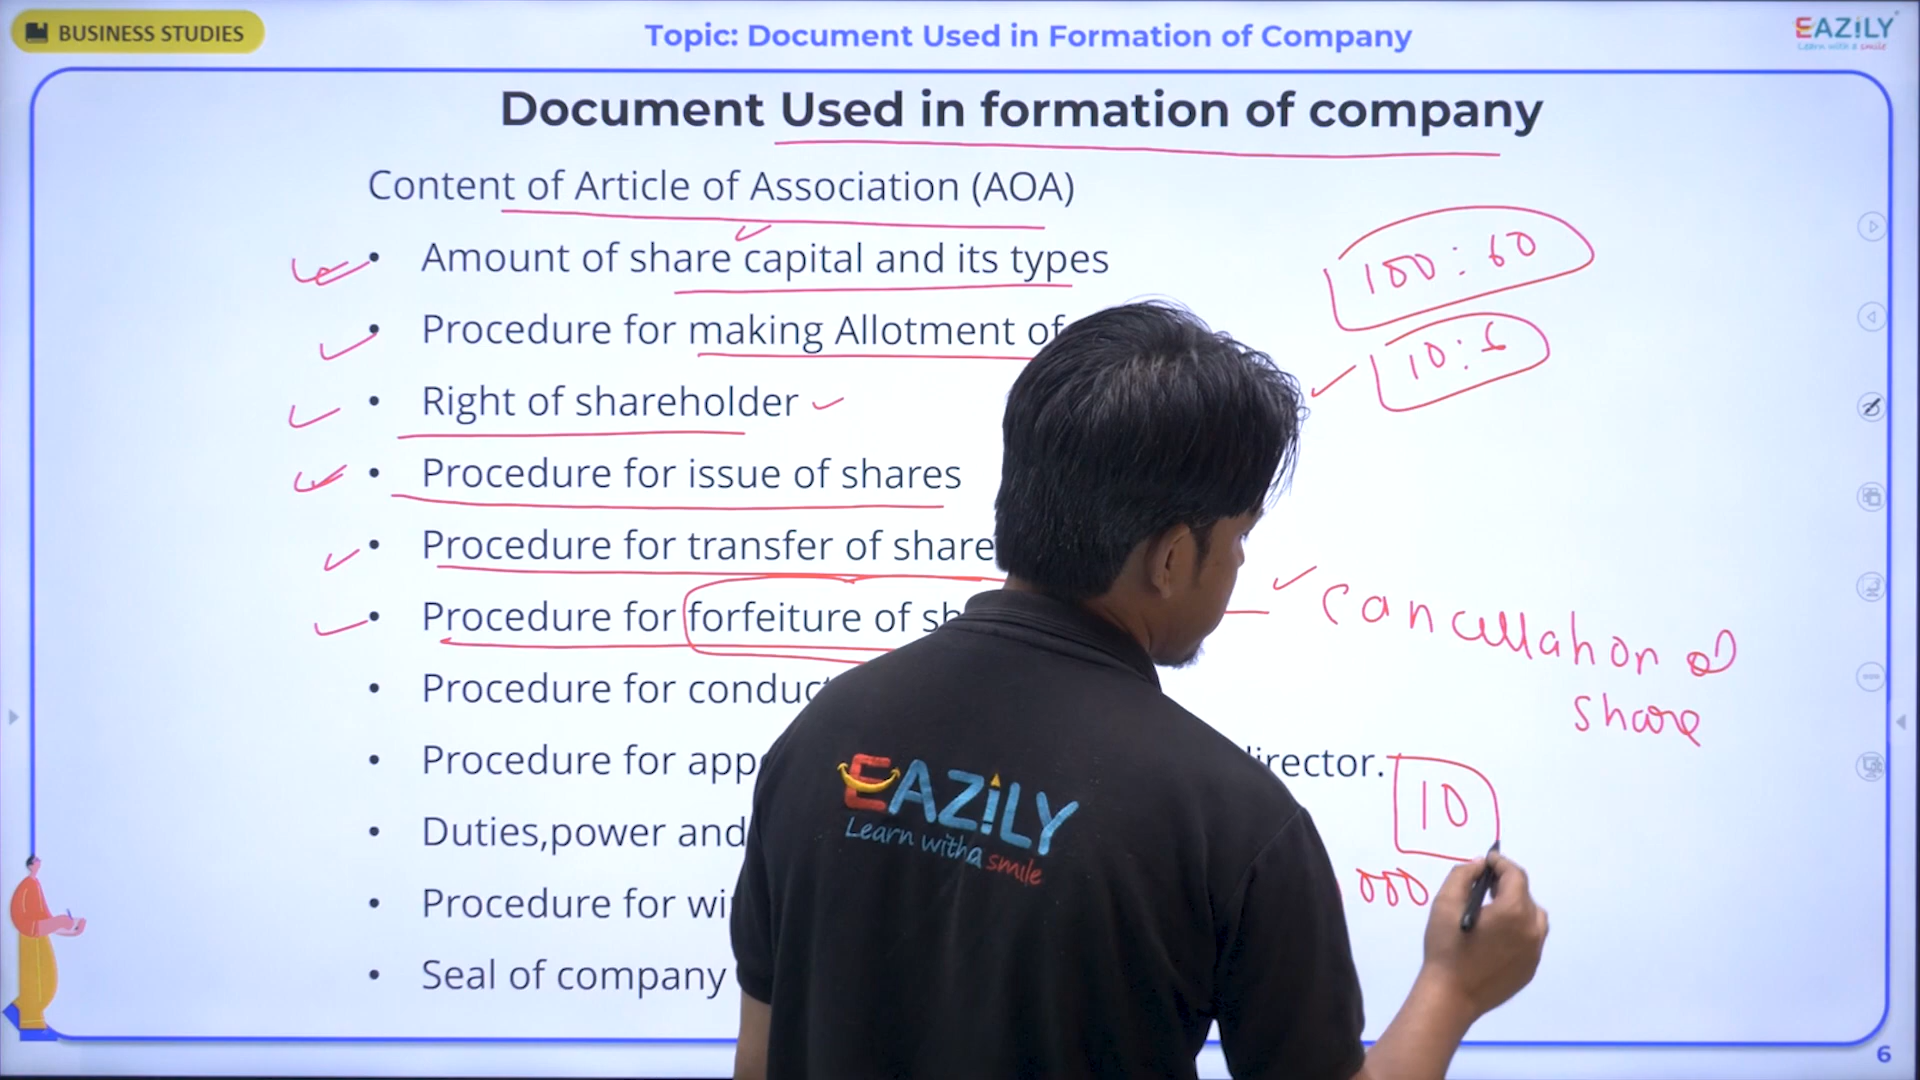 BUSINESS STUDIES
Topic: Document Used in Formation of Company
EAZiLY
Learn with a smile
Document Used in formation of company
Content of Article of Association (AOA)
• Amount of share capital and its types
100 : 60
• Procedure for making Allotment of
10 : 6
• Right of shareholder
• Procedure for issue of shares
• Procedure for transfer of share
• Procedure for forfeiture of sh
cancellation of
share
• Procedure for conduc
• Procedure for app irector.
10
• Duties,power and
000
• Procedure for wi
• Seal of company
EAZiLY
Learn with a smile
6